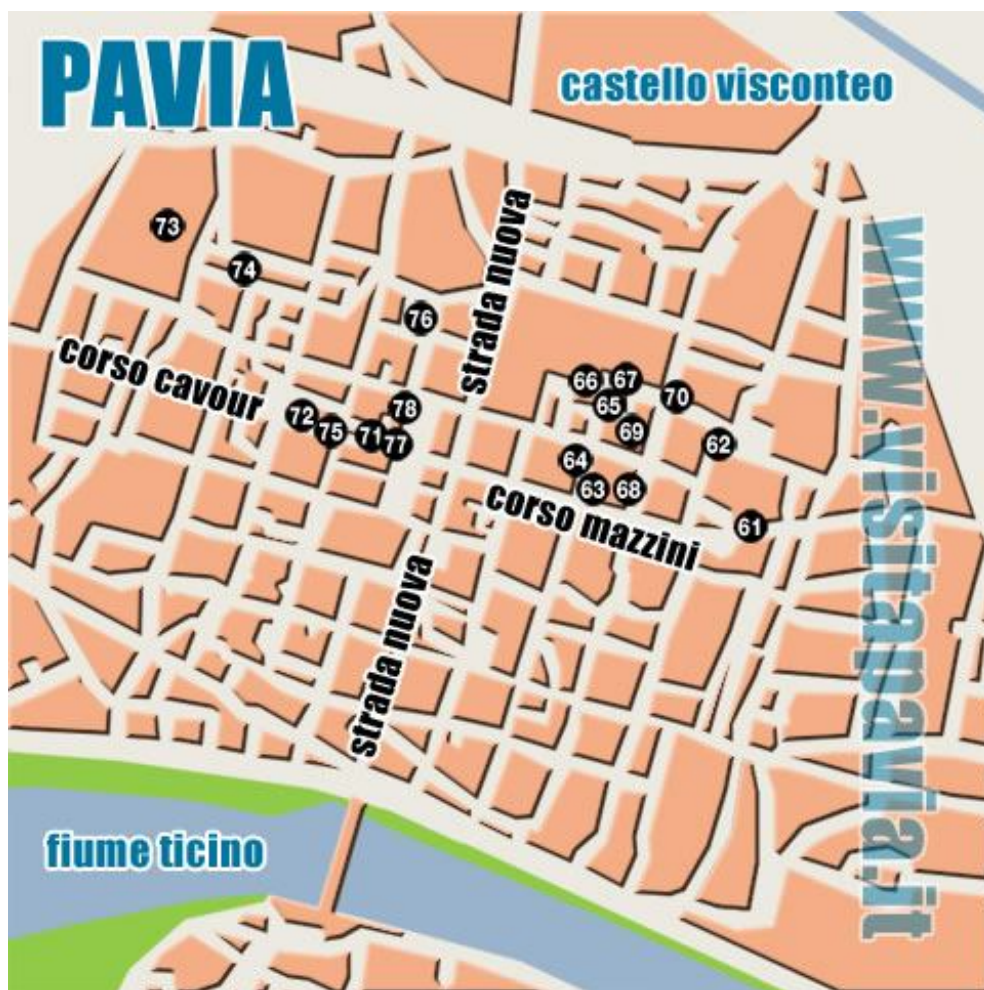 PAVIA
castello visconteo
strada nuova
73
74
76
corso cavour
72
75
71
77
78
66
67
65
70
69
62
64
63
68
61
corso mazzini
strada nuova
fiume ticino
www.visitapavia.it